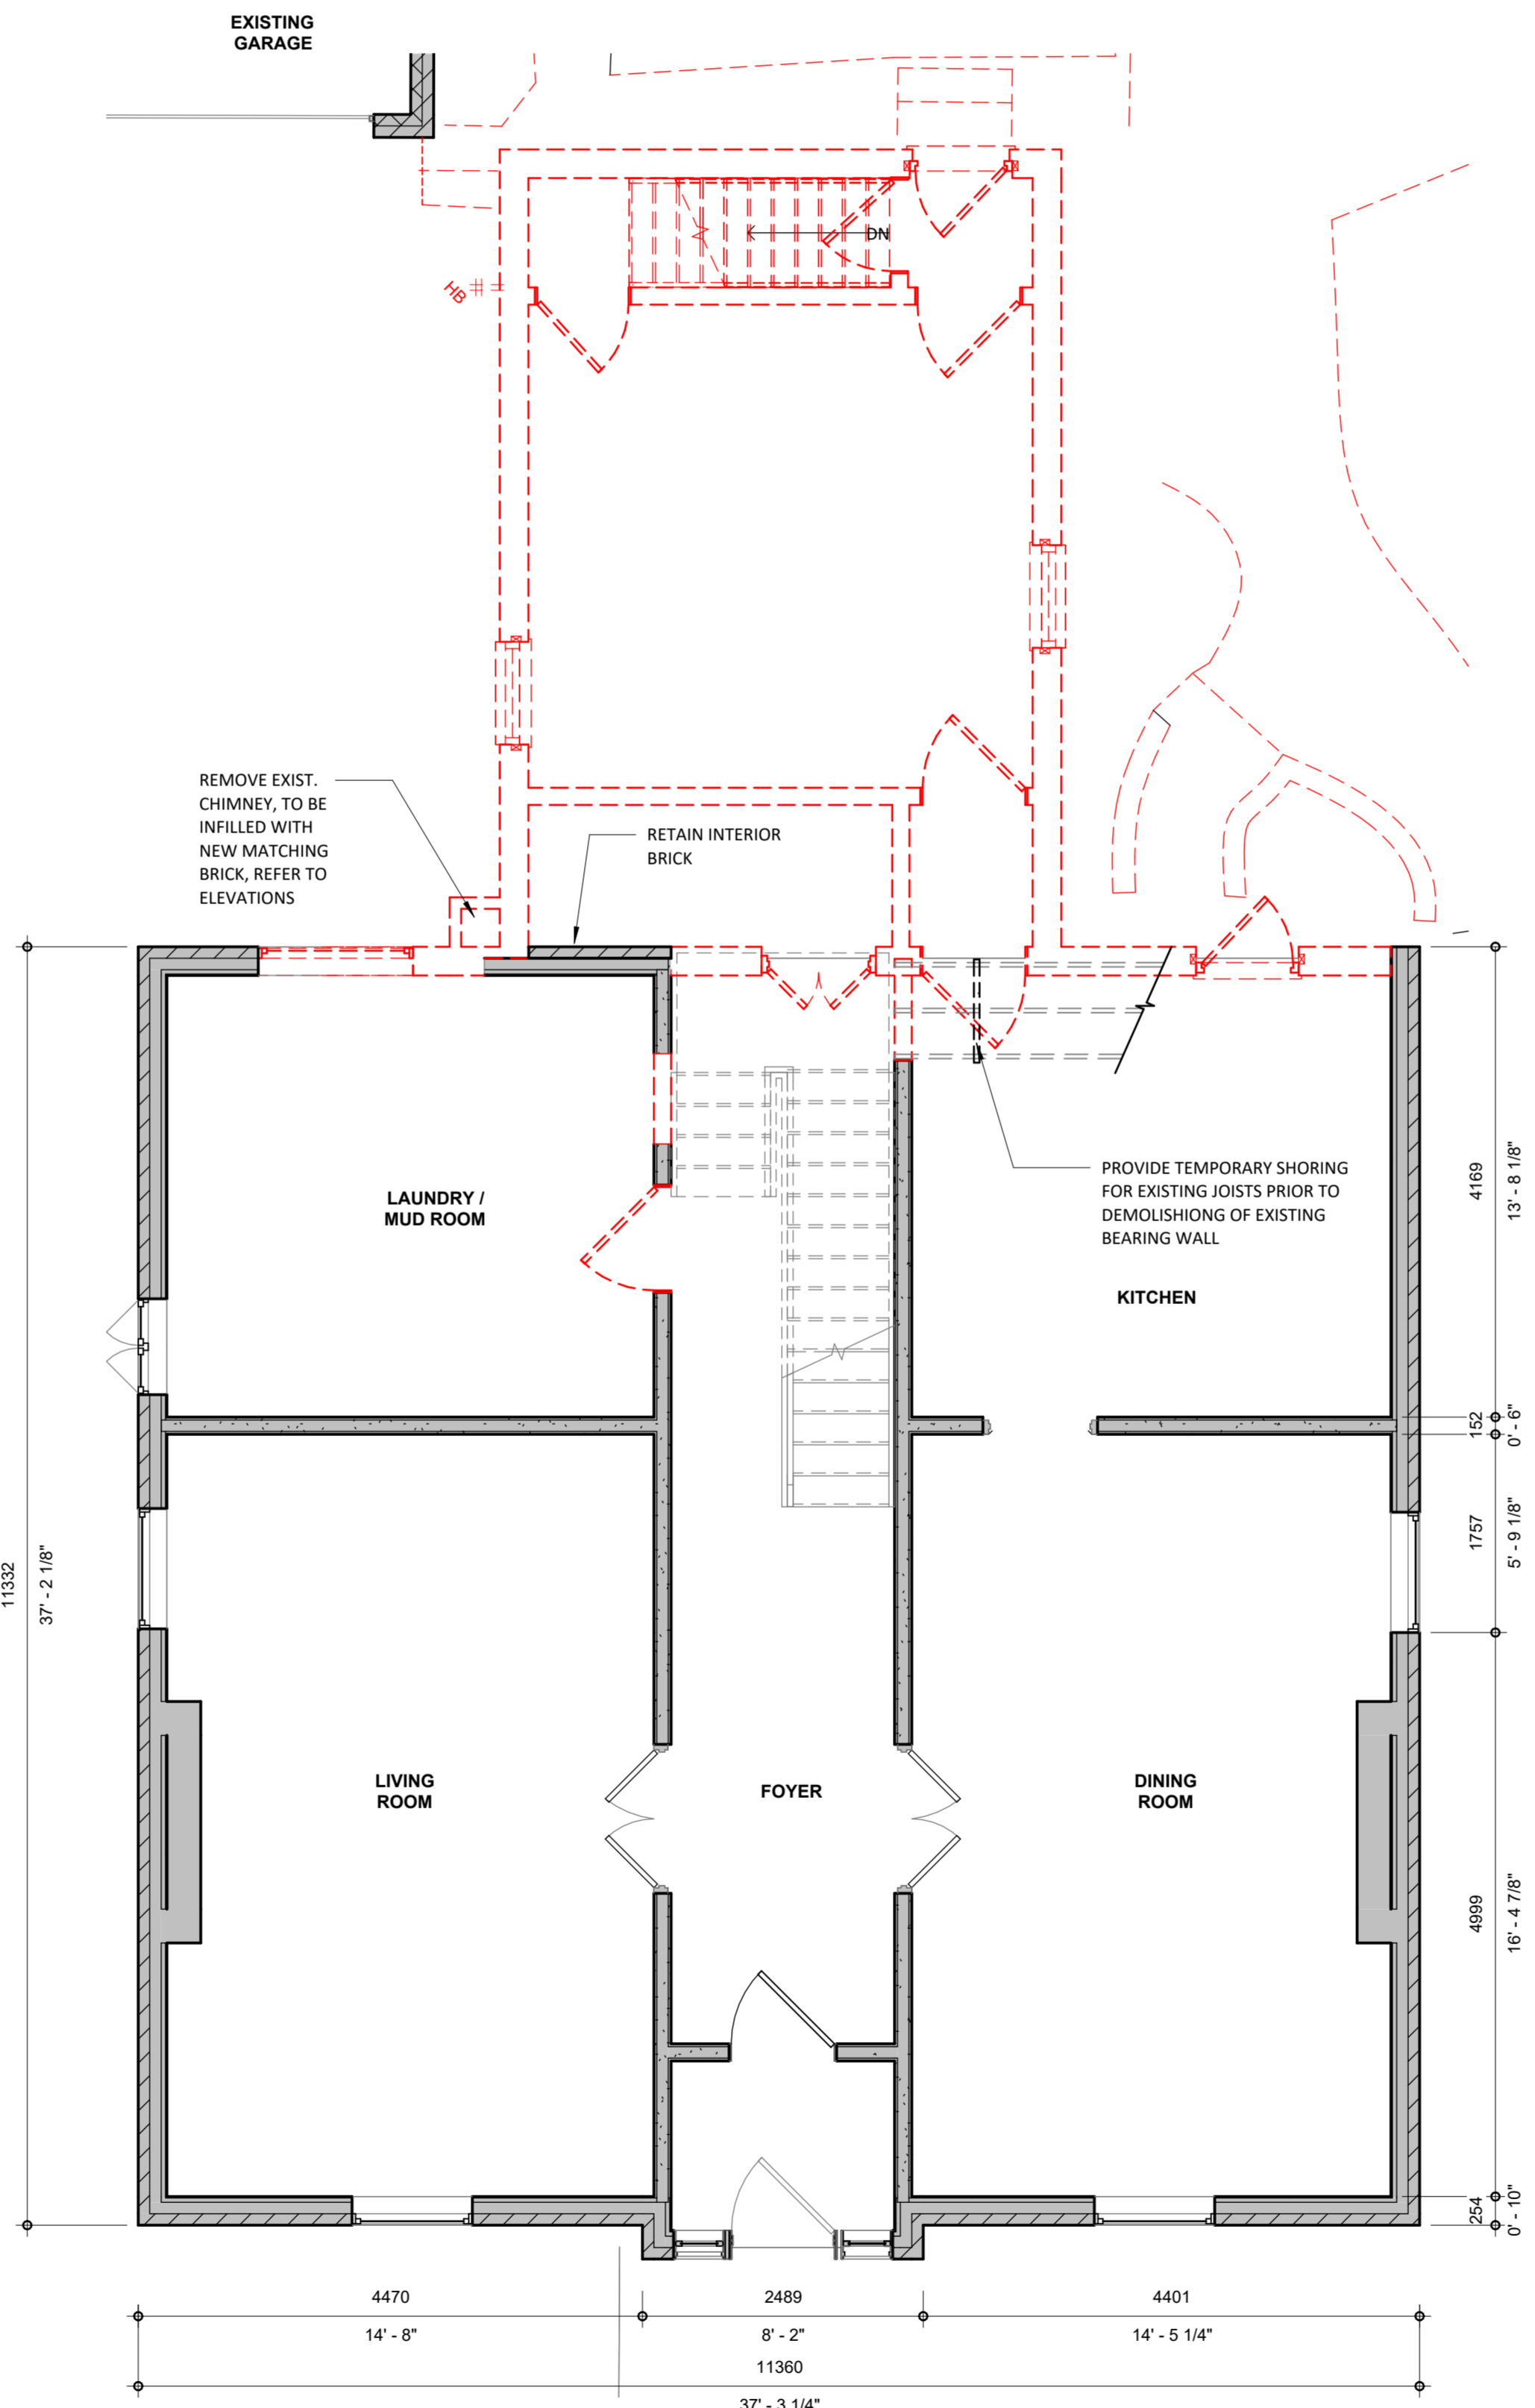 EXISTING
GARAGE
DN
HB
REMOVE EXIST.
CHIMNEY, TO BE
INFILLED WITH
NEW MATCHING
BRICK, REFER TO
ELEVATIONS
RETAIN INTERIOR
BRICK
LAUNDRY /
MUD ROOM
PROVIDE TEMPORARY SHORING
FOR EXISTING JOISTS PRIOR TO
DEMOLISHIONG OF EXISTING
BEARING WALL
KITCHEN
4169
13' - 8 1/8"
152
0' - 6"
1757
5' - 9 1/8"
11332
37' - 2 1/8"
LIVING
ROOM
FOYER
DINING
ROOM
4999
16' - 4 7/8"
254
0' - 10"
4470
14' - 8"
2489
8' - 2"
4401
14' - 5 1/4"
11360
37' - 3 1/4"